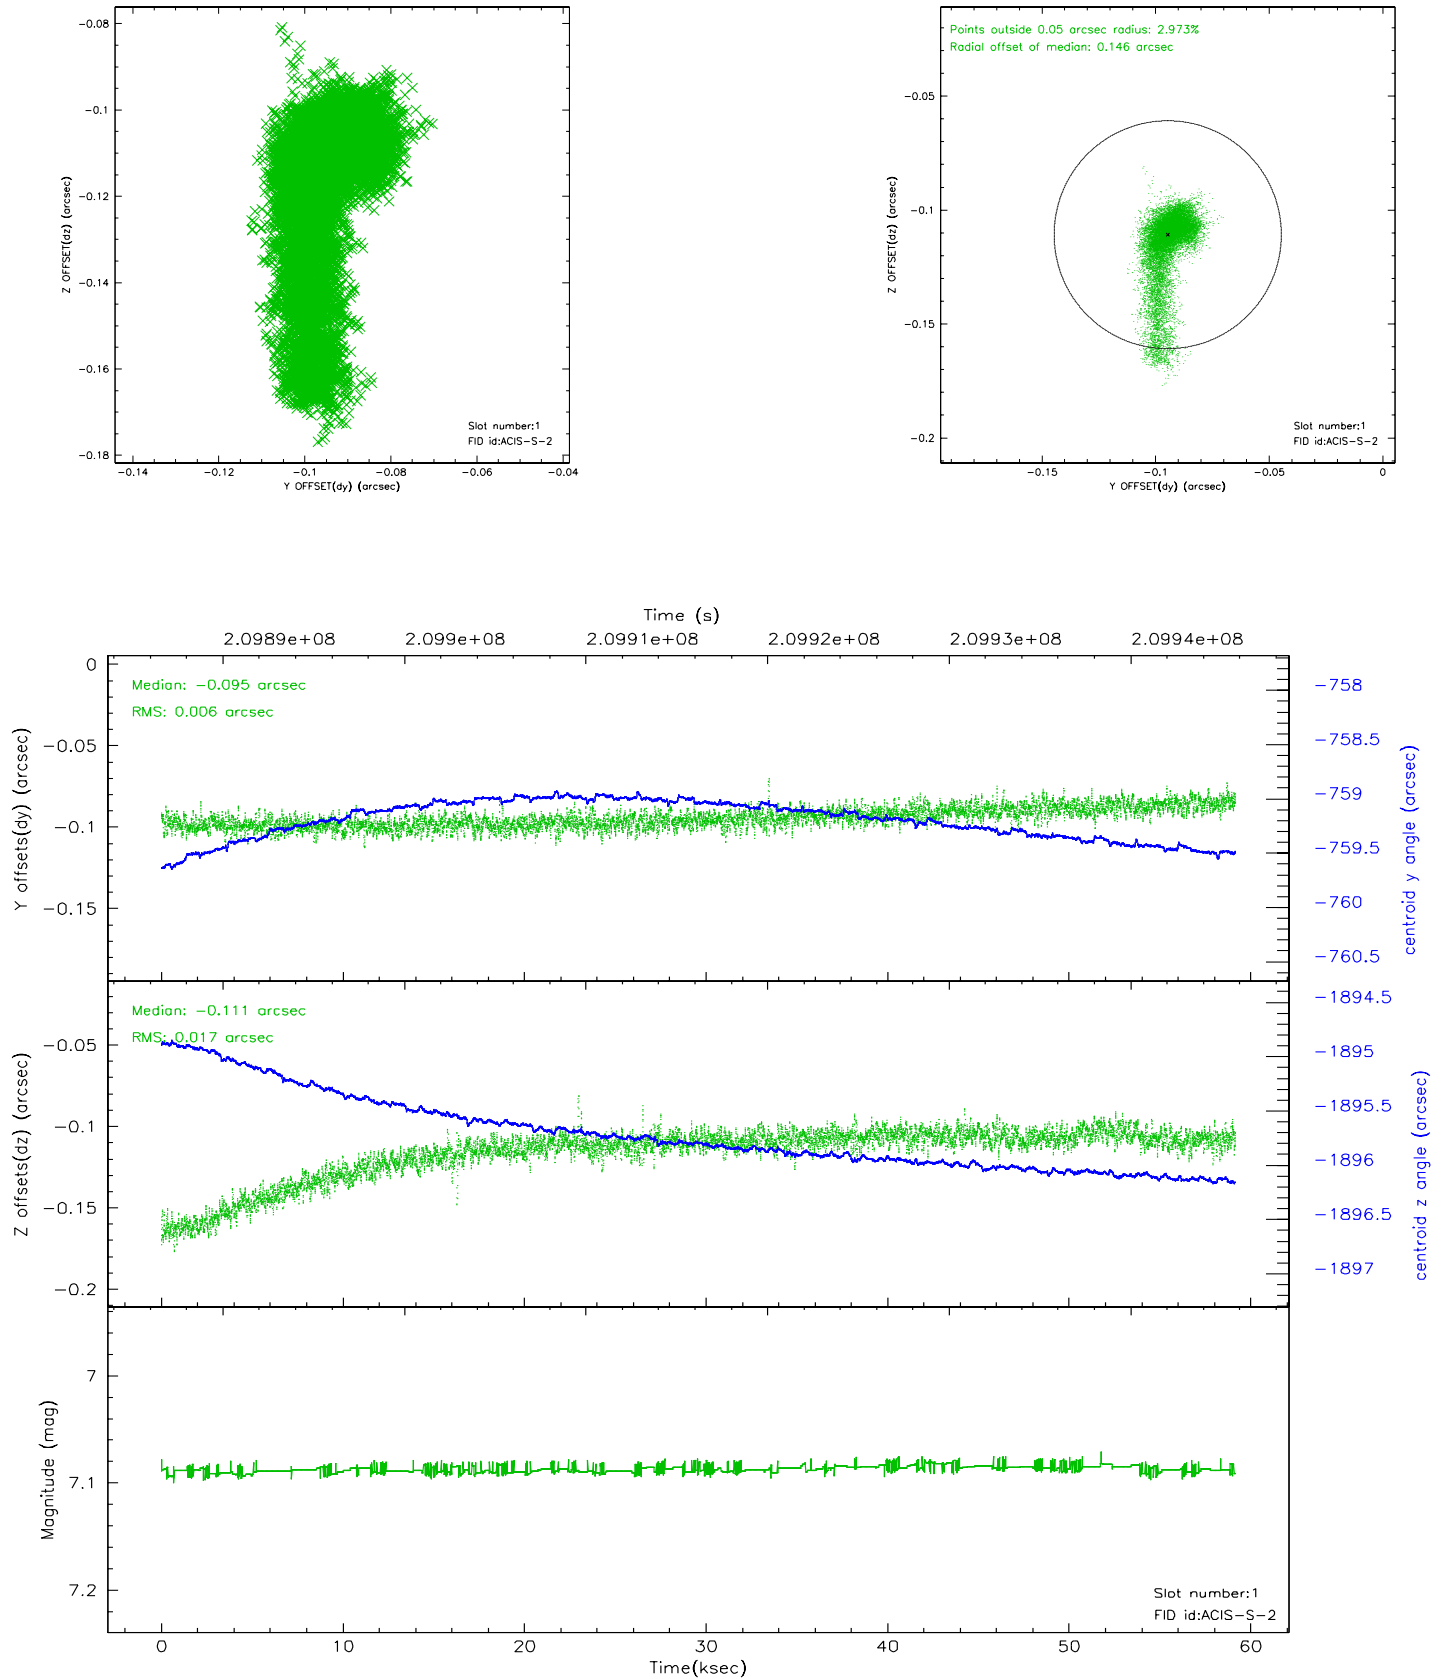 -0.08
-0.1
-0.12
-0.14
-0.16
-0.18
Z OFFSET(dz) (arcsec)
Slot number:1
FID id:ACIS-S-2
-0.14
-0.12
-0.1
-0.08
-0.06
-0.04
Y OFFSET(dy) (arcsec)
Points outside 0.05 arcsec radius: 2.973%
Radial offset of median: 0.146 arcsec
-0.05
-0.1
-0.15
-0.2
Z OFFSET(dz) (arcsec)
Slot number:1
FID id:ACIS-S-2
-0.15
-0.1
-0.05
0
Y OFFSET(dy) (arcsec)
Time (s)
2.0989e+08
2.099e+08
2.0991e+08
2.0992e+08
2.0993e+08
2.0994e+08
Median: -0.095 arcsec
RMS: 0.006 arcsec
0
-0.05
-0.1
-0.15
Y offsets(dy) (arcsec)
-758
-758.5
-759
-759.5
-760
-760.5
centroid y angle (arcsec)
Median: -0.111 arcsec
RMS: 0.017 arcsec
-0.05
-0.1
-0.15
-0.2
Z offsets(dz) (arcsec)
-1894.5
-1895
-1895.5
-1896
-1896.5
-1897
centroid z angle (arcsec)
7
7.1
7.2
Magnitude (mag)
Slot number:1
FID id:ACIS-S-2
0
10
20
30
40
50
60
Time(ksec)